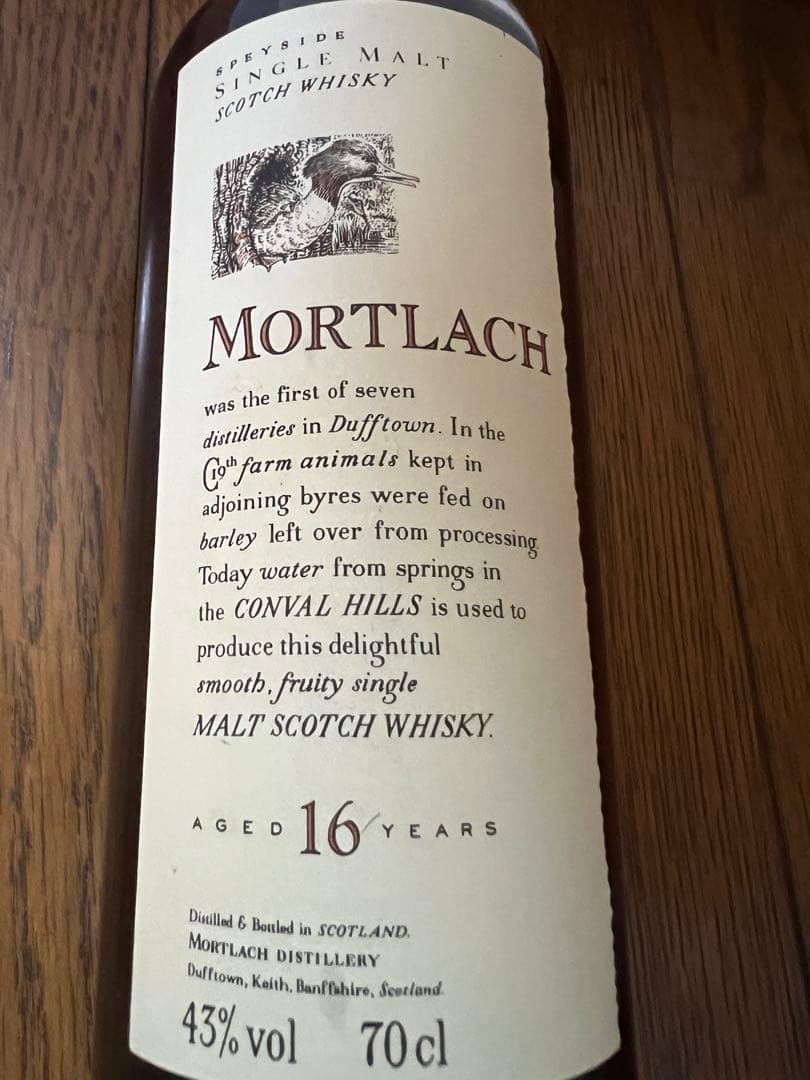 SPEYSIDE
SINGLE MALT
SCOTCH WHISKY
MORTLACH
was the first of seven
distilleries in Dufftown. In the
C19th farm animals kept in
adjoining byres were fed on
barley left over from processing.
Today water from springs in
the CONVAL HILLS is used to
produce this delightful
smooth, fruity single
MALT SCOTCH WHISKY.
AGED 16 YEARS
Distilled & Bottled in SCOTLAND.
MORTLACH DISTILLERY
Dufftown, Keith, Banffshire, Scotland.
43% vol 70 cl